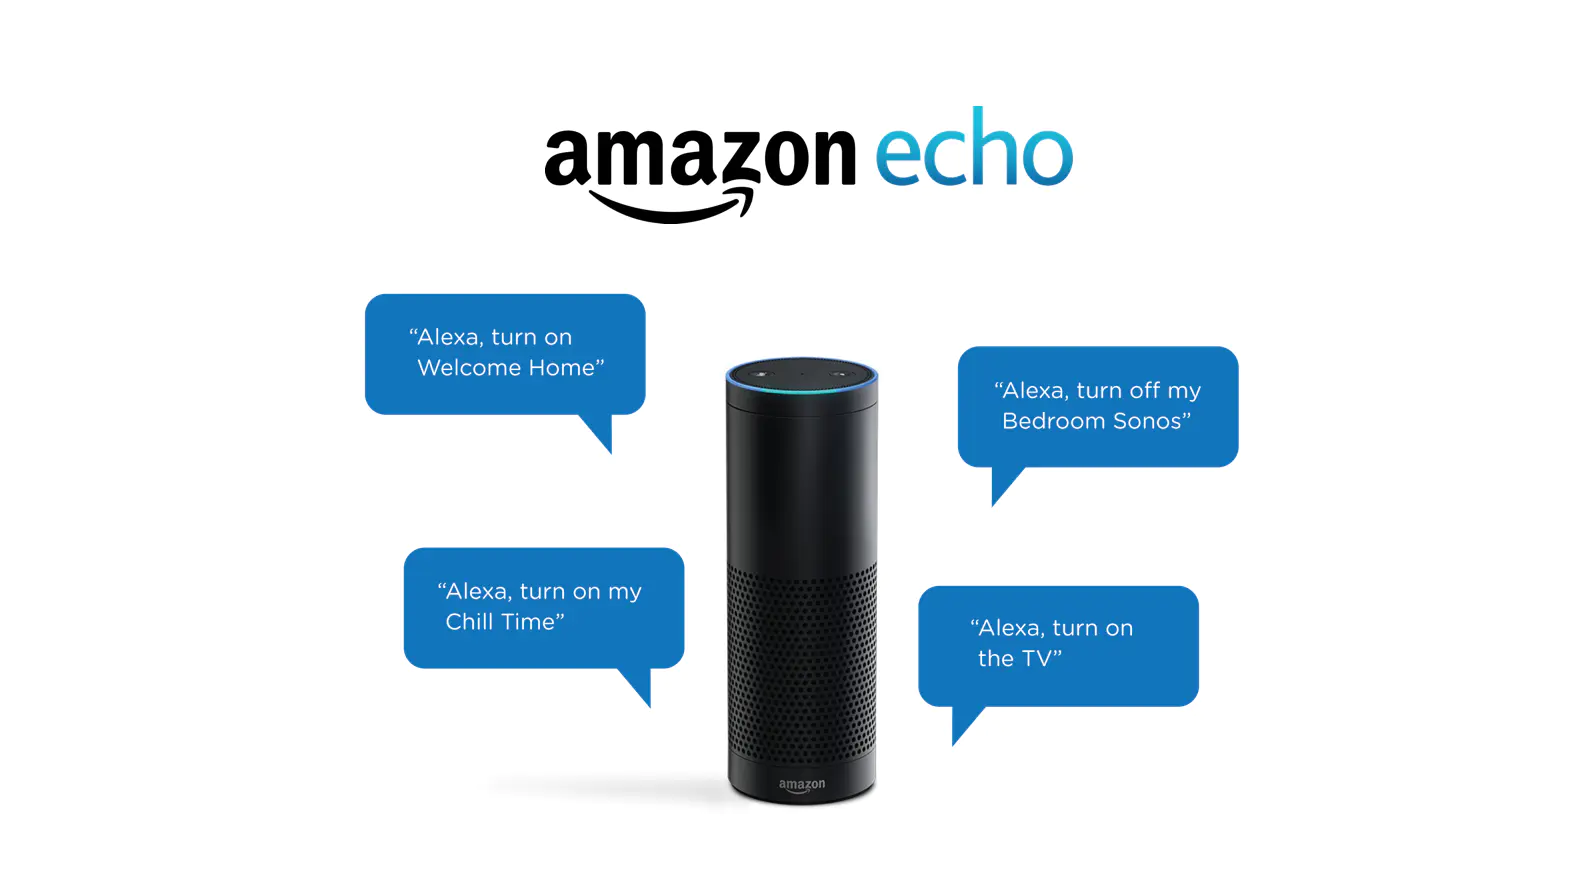 amazon echo
“Alexa, turn on
Welcome Home”
“Alexa, turn off my
Bedroom Sonos”
“Alexa, turn on my
Chill Time”
“Alexa, turn on
the TV”
amazon